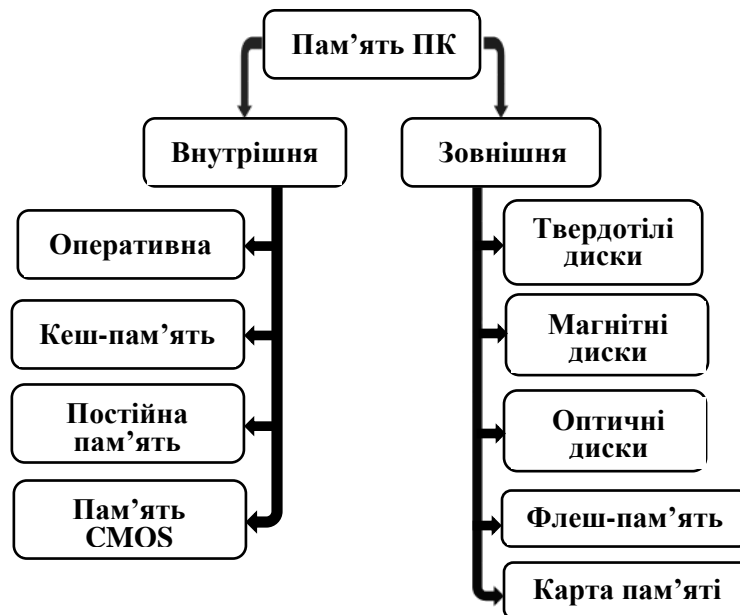 Пам’ять ПК
Внутрішня
Зовнішня
Оперативна
Кеш-пам’ять
Постійна
пам’ять
Пам’ять
CMOS
Твердотілі
диски
Магнітні
диски
Оптичні
диски
Флеш-пам’ять
Карта пам’яті